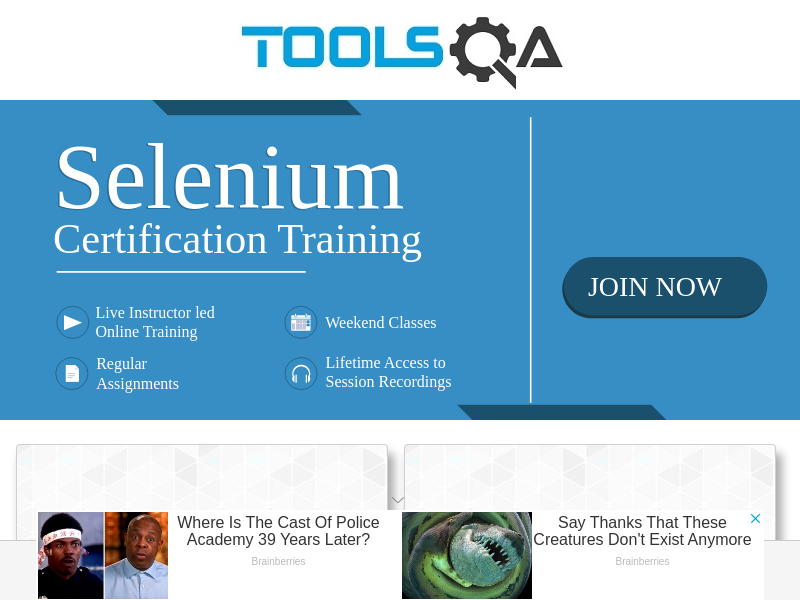 TOOLSQA
Selenium
Certification Training
Live Instructor led
Online Training
Weekend Classes
Regular
Assignments
Lifetime Access to
Session Recordings
JOIN NOW
Where Is The Cast Of Police
Academy 39 Years Later?
Brainberries
Say Thanks That These
Creatures Don't Exist Anymore
Brainberries